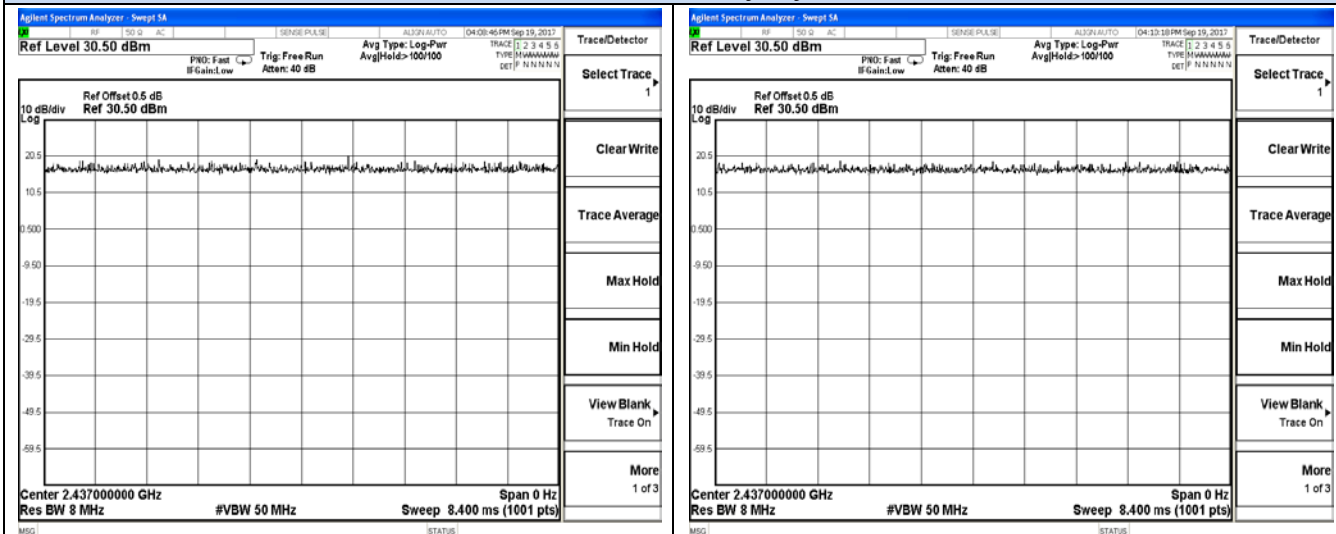 Agilent Spectrum Analyzer - Swept SA
RF 50 Ω AC SENSE:PULSE ALIGN AUTO 04:08:46 PM Sep 19, 2017
Ref Level 30.50 dBm
PNO: Fast
IFGain:Low
Trig: Free Run
Atten: 40 dB
Avg Type: Log-Pwr
Avg|Hold:>100/100
TRACE 1 2 3 4 5 6
TYPE
DET P N N N N N
Ref Offset 0.5 dB
10 dB/div Ref 30.50 dBm
Log
20.5
10.5
0.500
-9.50
-19.5
-29.5
-39.5
-49.5
-59.5
Center 2.437000000 GHz Span 0 Hz
Res BW 8 MHz #VBW 50 MHz Sweep 8.400 ms (1001 pts)
MSG STATUS
Trace/Detector
Select Trace
1
Clear Write
Trace Average
Max Hold
Min Hold
View Blank
Trace On
More
1 of 3
Agilent Spectrum Analyzer - Swept SA
RF 50 Ω AC SENSE:PULSE ALIGN AUTO 04:10:18 PM Sep 19, 2017
Ref Level 30.50 dBm
PNO: Fast
IFGain:Low
Trig: Free Run
Atten: 40 dB
Avg Type: Log-Pwr
Avg|Hold:>100/100
TRACE 1 2 3 4 5 6
TYPE
DET P N N N N N
Ref Offset 0.5 dB
10 dB/div Ref 30.50 dBm
Log
20.5
10.5
0.500
-9.50
-19.5
-29.5
-39.5
-49.5
-59.5
Center 2.437000000 GHz Span 0 Hz
Res BW 8 MHz #VBW 50 MHz Sweep 8.400 ms (1001 pts)
MSG STATUS
Trace/Detector
Select Trace
1
Clear Write
Trace Average
Max Hold
Min Hold
View Blank
Trace On
More
1 of 3